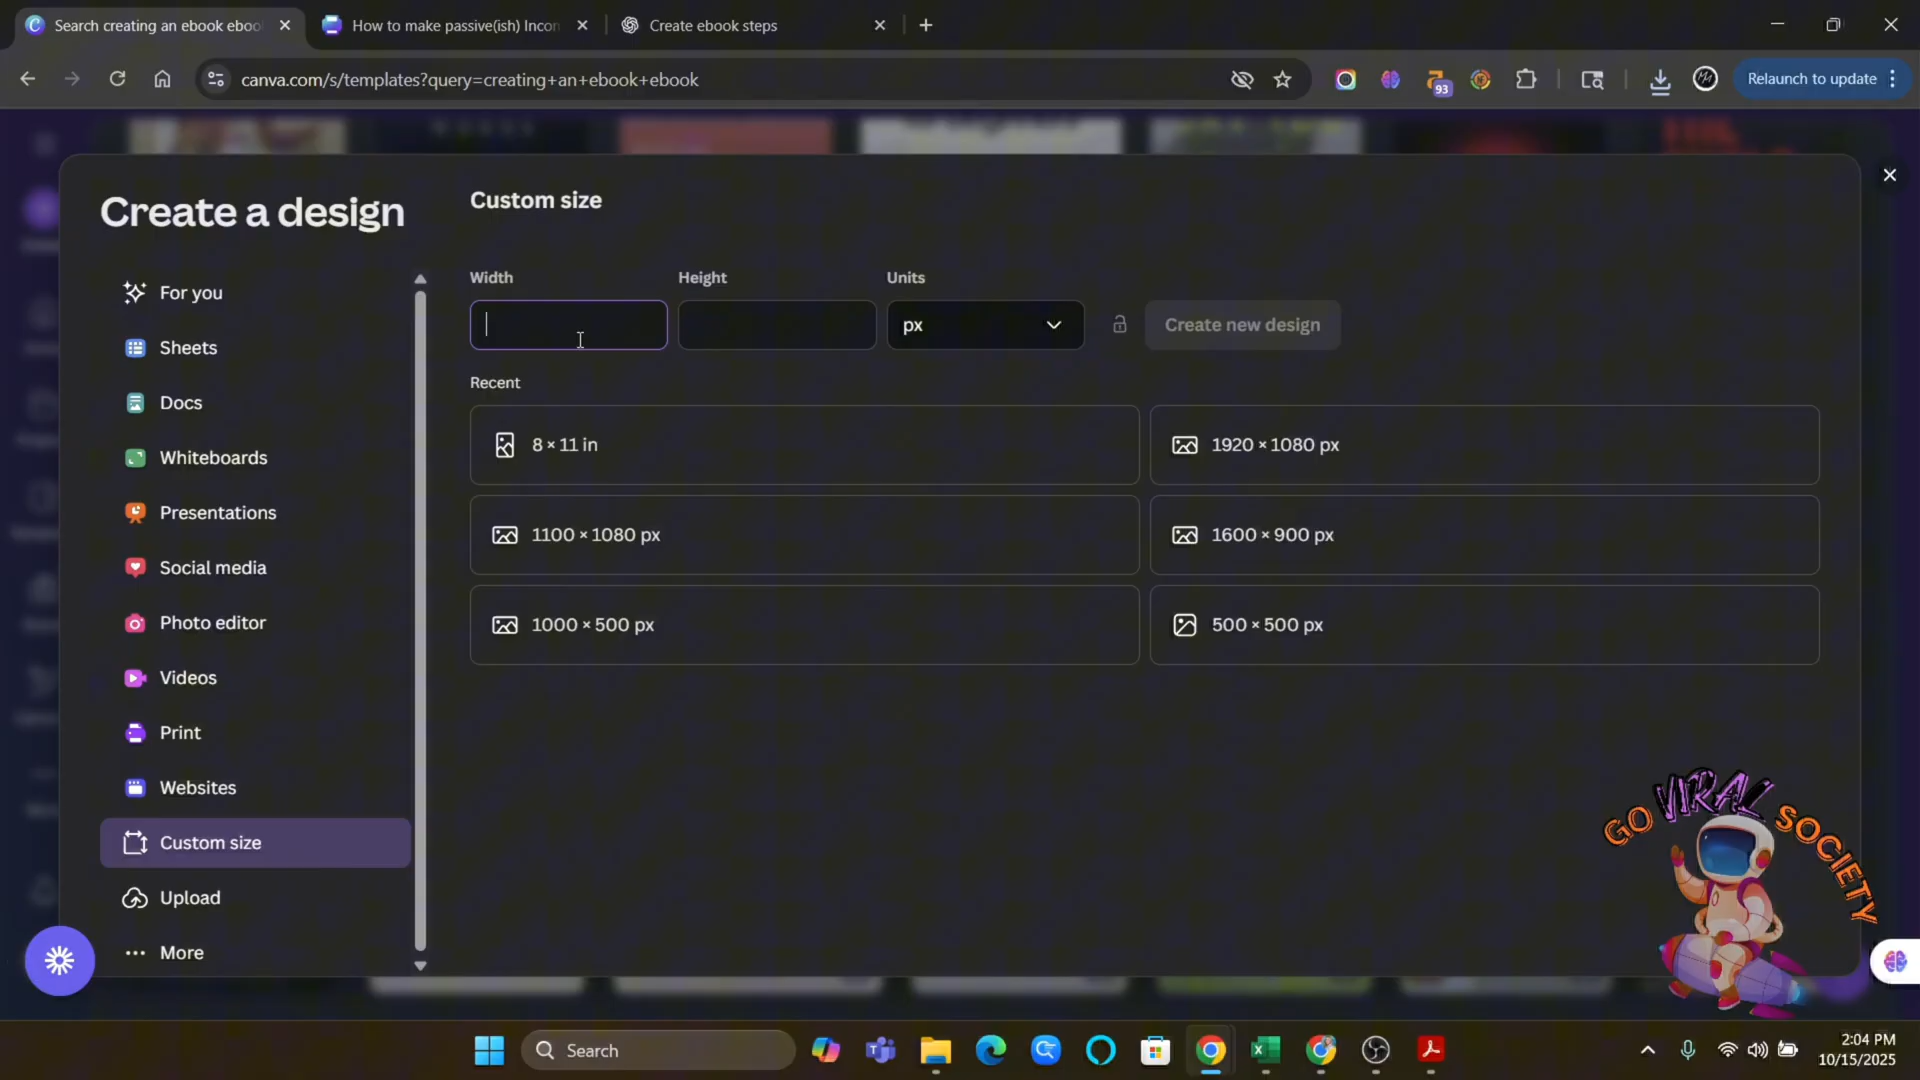 Search creating an ebook eboo
How to make passive(ish) Incon
Create ebook steps
canva.com/s/templates?query=creating+an+ebook+ebook
93
Relaunch to update
Create a design
Custom size
For you
Sheets
Docs
Whiteboards
Presentations
Social media
Photo editor
Videos
Print
Websites
Custom size
Upload
More
Width
Height
Units
px
Create new design
Recent
8 × 11 in
1920 × 1080 px
1100 × 1080 px
1600 × 900 px
1000 × 500 px
500 × 500 px
GO VIRAL SOCIETY
Search
2:04 PM
10/15/2025